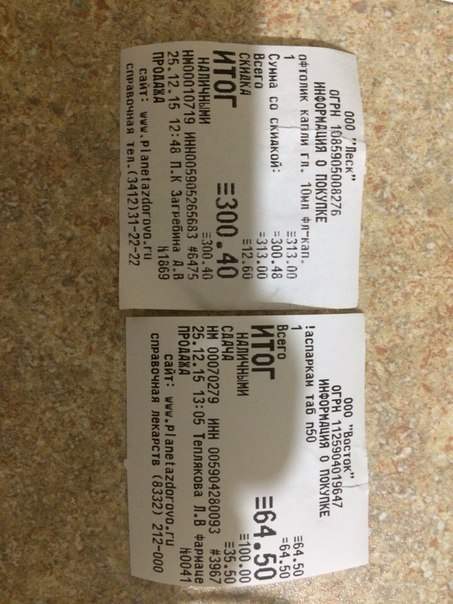 ООО "Леск"
ОГРН 1085905008276
ИНФОРМАЦИЯ О ПОКУПКЕ
офтолик капли гл. 10мл фл-кап.
1 ≡313.00
Сумма со скидкой: ≡300.48
Всего ≡313.00
СКИДКА ≡12.60
ИТОГ ≡300.40
НАЛИЧНЫМИ ≡300.40
НМ00010719 ИНН005905265683 #6475
25.12.15 12:48 П.К Загребина Д.В
ПРОДАЖА №1869
сайт: www.planetazdorovo.ru
справочная тел.(3412)31-22-22
ООО "Восток"
ОГРН 1125904019647
ИНФОРМАЦИЯ О ПОКУПКЕ
!аспаркам таб п50
1 ≡64.50
Всего ≡64.50
ИТОГ ≡64.50
НАЛИЧНЫМИ ≡100.00
СДАЧА ≡35.50
НМ 00070279 ИНН 005904280093 #3967
25.12.15 13:05 Теплякова Л.В Фармаце
ПРОДАЖА №0041
сайт: www.planetazdorovo.ru
справочная лекарств (8332) 212-000